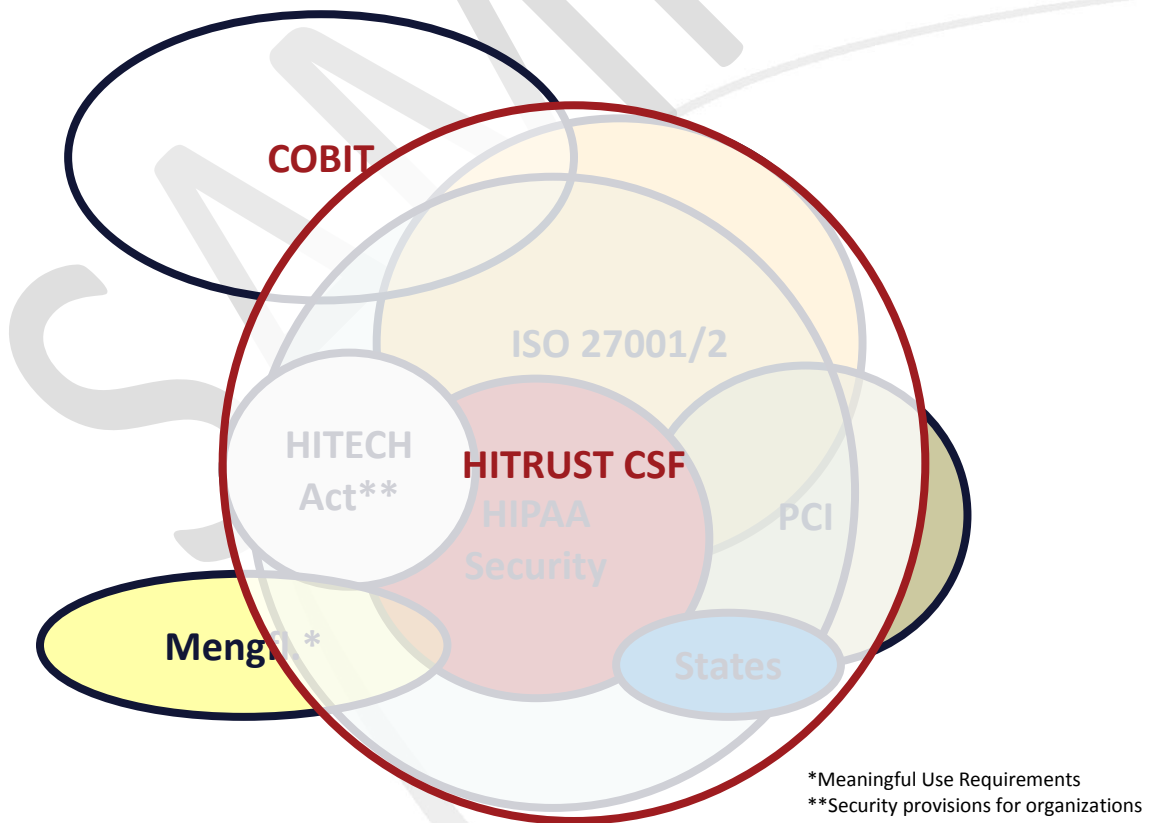 SAM
COBIT
ISO 27001/2
HITECH
Act**
HITRUST CSF
HIPAA
Security
PCI
Mengfl.*
States
*Meaningful Use Requirements
**Security provisions for organizations